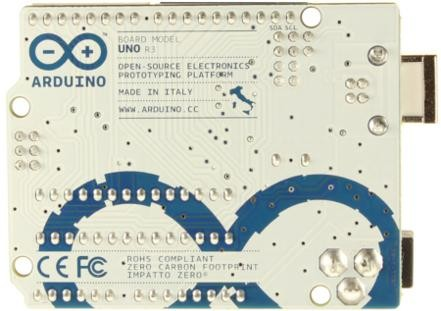 SDA SCL
BOARD MODEL
UNO R3
ARDUINO
™
OPEN-SOURCE ELECTRONICS
PROTOTYPING PLATFORM
MADE IN ITALY
WWW.ARDUINO.CC
CE FC
ROHS COMPLIANT
ZERO CARBON FOOTPRINT
IMPATTO ZERO®